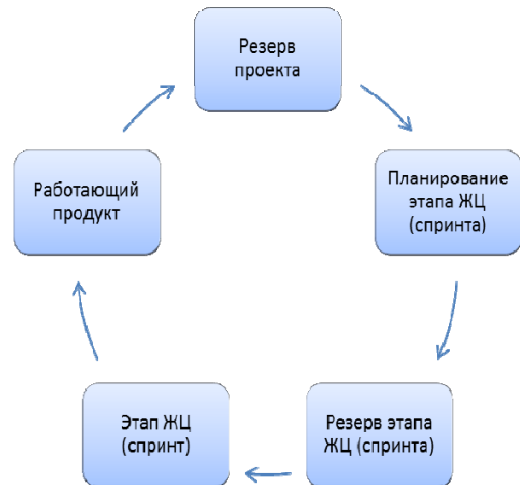 Резерв
проекта
Планирование
этапа ЖЦ
(спринта)
Резерв этапа
ЖЦ (спринта)
Этап ЖЦ
(спринт)
Работающий
продукт